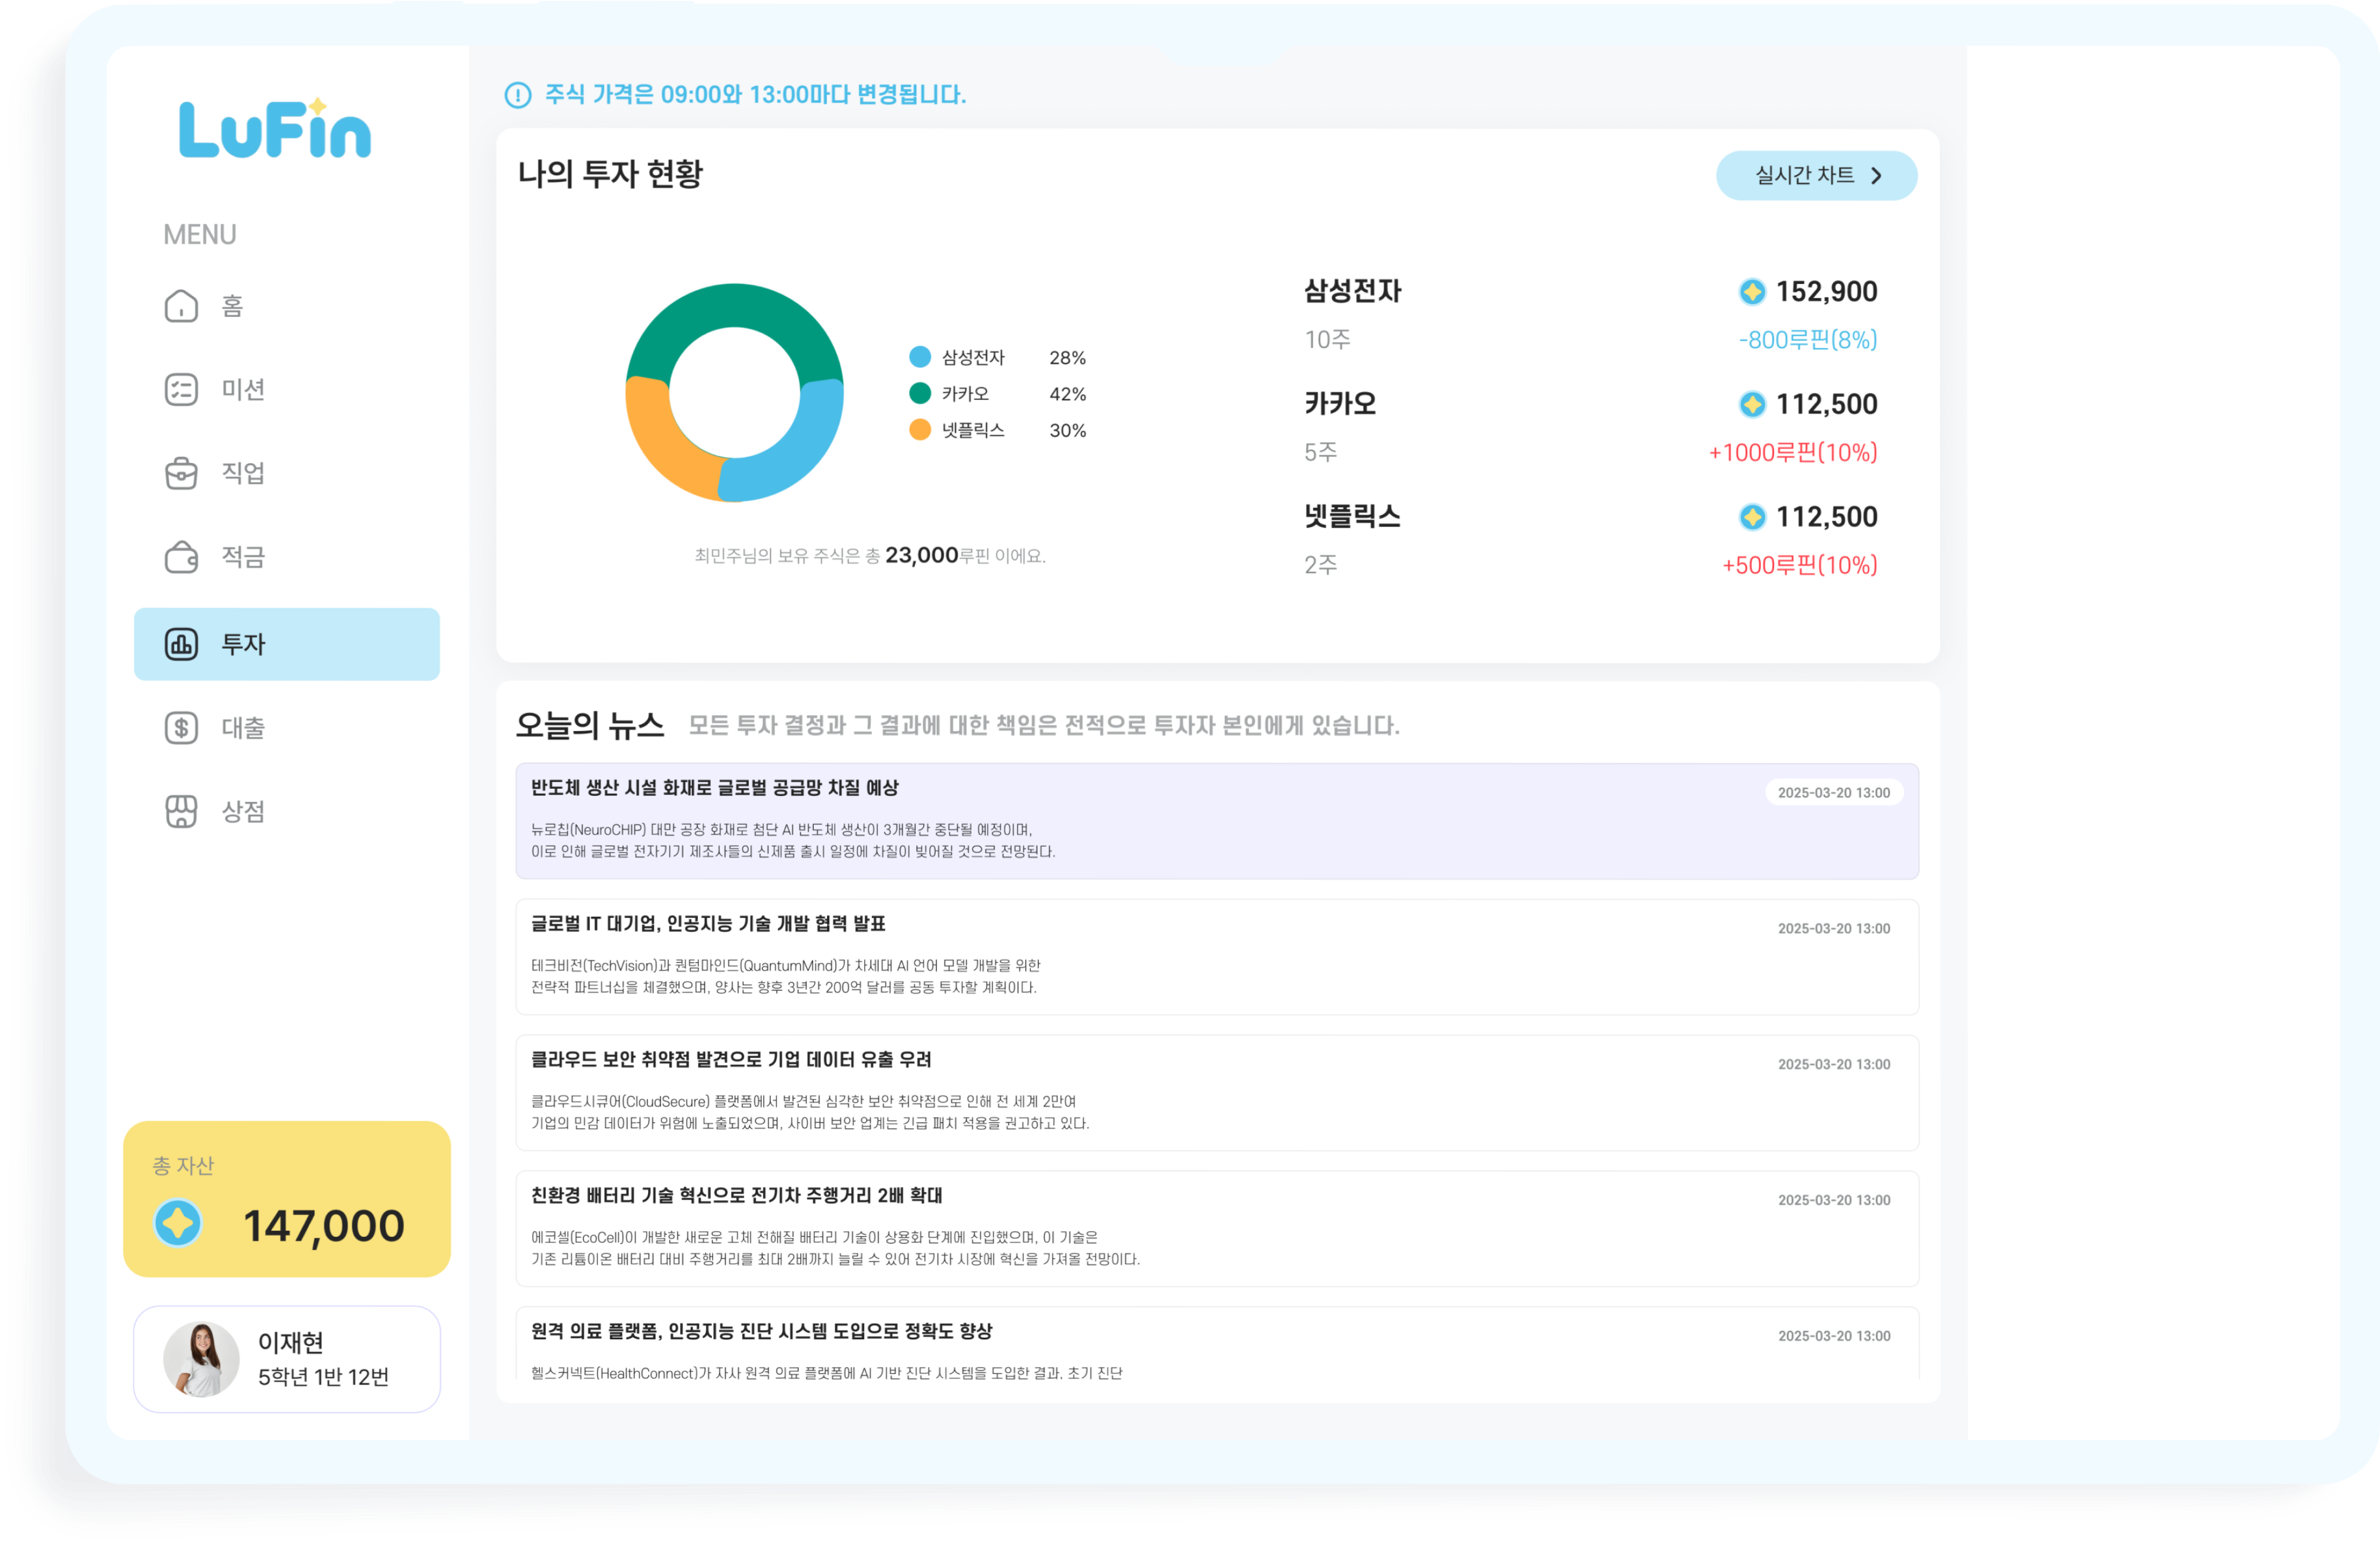 LuFin
MENU
홈
미션
직업
적금
투자
대출
상점
총 자산
147,000
이재현
5학년 1반 12번
주식 가격은 09:00와 13:00마다 변경됩니다.
나의 투자 현황
실시간 차트
삼성전자 28%
카카오 42%
넷플릭스 30%
최민주님의 보유 주식은 총 23,000루핀 이에요.
삼성전자 152,900
10주 -800루핀(8%)
카카오 112,500
5주 +1000루핀(10%)
넷플릭스 112,500
2주 +500루핀(10%)
오늘의 뉴스 모든 투자 결정과 그 결과에 대한 책임은 전적으로 투자자 본인에게 있습니다.
반도체 생산 시설 화재로 글로벌 공급망 차질 예상 2025-03-20 13:00
뉴로칩(NeuroCHIP) 대만 공장 화재로 첨단 AI 반도체 생산이 3개월간 중단될 예정이며,
이로 인해 글로벌 전자기기 제조사들의 신제품 출시 일정에 차질이 빚어질 것으로 전망된다.
글로벌 IT 대기업, 인공지능 기술 개발 협력 발표 2025-03-20 13:00
테크비전(TechVision)과 퀀텀마인드(QuantumMind)가 차세대 AI 언어 모델 개발을 위한
전략적 파트너십을 체결했으며, 양사는 향후 3년간 200억 달러를 공동 투자할 계획이다.
클라우드 보안 취약점 발견으로 기업 데이터 유출 우려 2025-03-20 13:00
클라우드시큐어(CloudSecure) 플랫폼에서 발견된 심각한 보안 취약점으로 인해 전 세계 2만여
기업의 민감 데이터가 위험에 노출되었으며, 사이버 보안 업계는 긴급 패치 적용을 권고하고 있다.
친환경 배터리 기술 혁신으로 전기차 주행거리 2배 확대 2025-03-20 13:00
에코셀(EcoCell)이 개발한 새로운 고체 전해질 배터리 기술이 상용화 단계에 진입했으며, 이 기술은
기존 리튬이온 배터리 대비 주행거리를 최대 2배까지 늘릴 수 있어 전기차 시장에 혁신을 가져올 전망이다.
원격 의료 플랫폼, 인공지능 진단 시스템 도입으로 정확도 향상 2025-03-20 13:00
헬스커넥트(HealthConnect)가 자사 원격 의료 플랫폼에 AI 기반 진단 시스템을 도입한 결과, 초기 진단